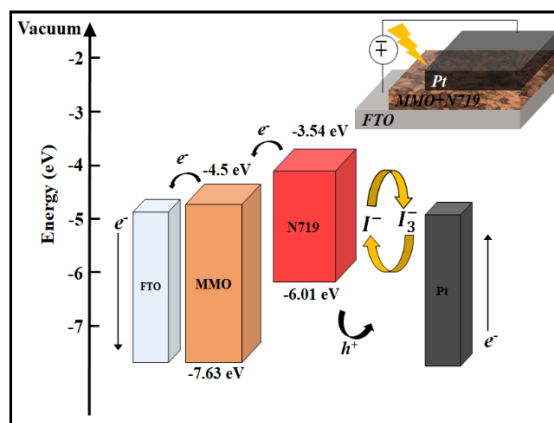 Vacuum
Energy (eV)
-2
-3
-4
-5
-6
-7
Pt
MMO+N719
FTO
e⁻
-4.5 eV
e⁻
-3.54 eV
e⁻
FTO
MMO
-7.63 eV
N719
-6.01 eV
I⁻
I₃⁻
h⁺
Pt
e⁻